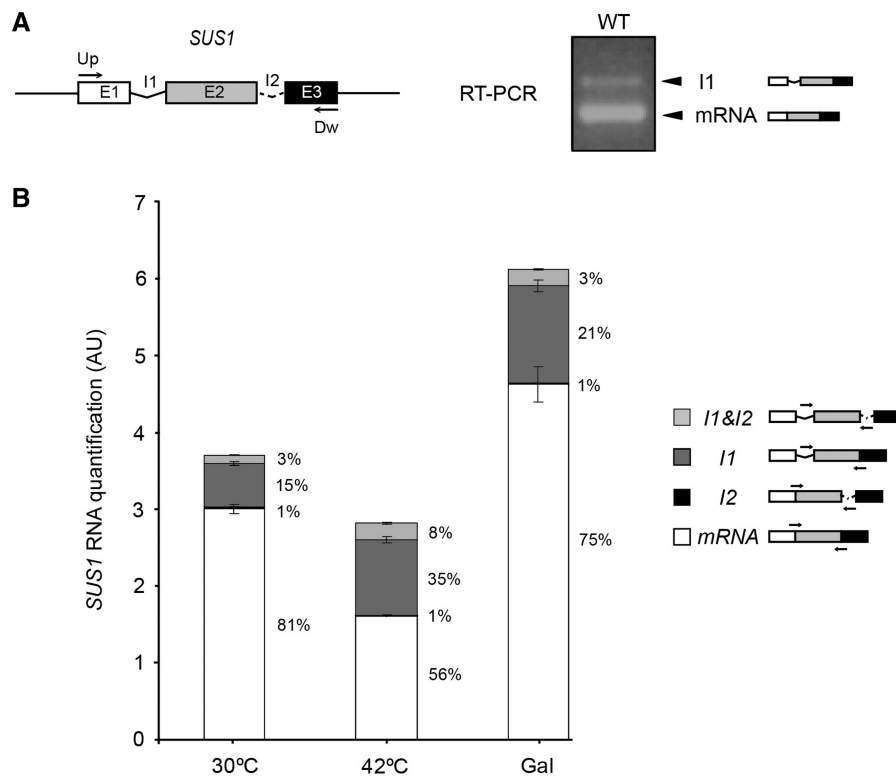 A
SUS1
Up
E1
I1
E2
I2
E3
Dw
WT
RT-PCR
I1
mRNA
B
SUS1 RNA quantification (AU)
7
6
5
4
3
2
1
0
3%
15%
1%
81%
8%
35%
1%
56%
3%
21%
1%
75%
30ºC
42ºC
Gal
I1&I2
I1
I2
mRNA